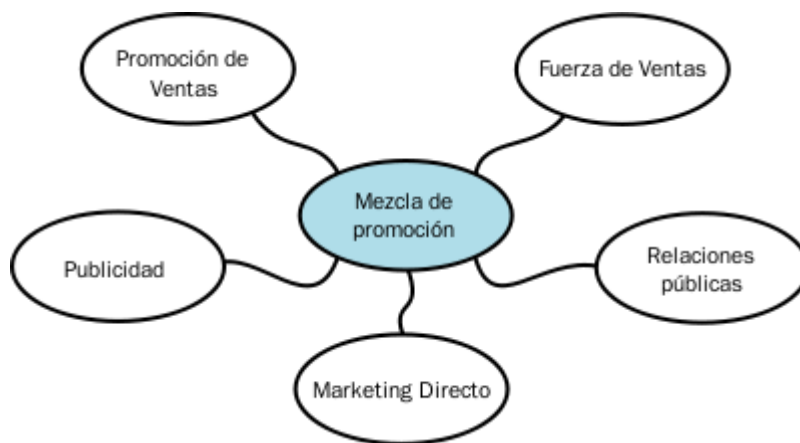 Promoción de
Ventas
Fuerza de Ventas
Mezcla de
promoción
Publicidad
Relaciones
públicas
Marketing Directo